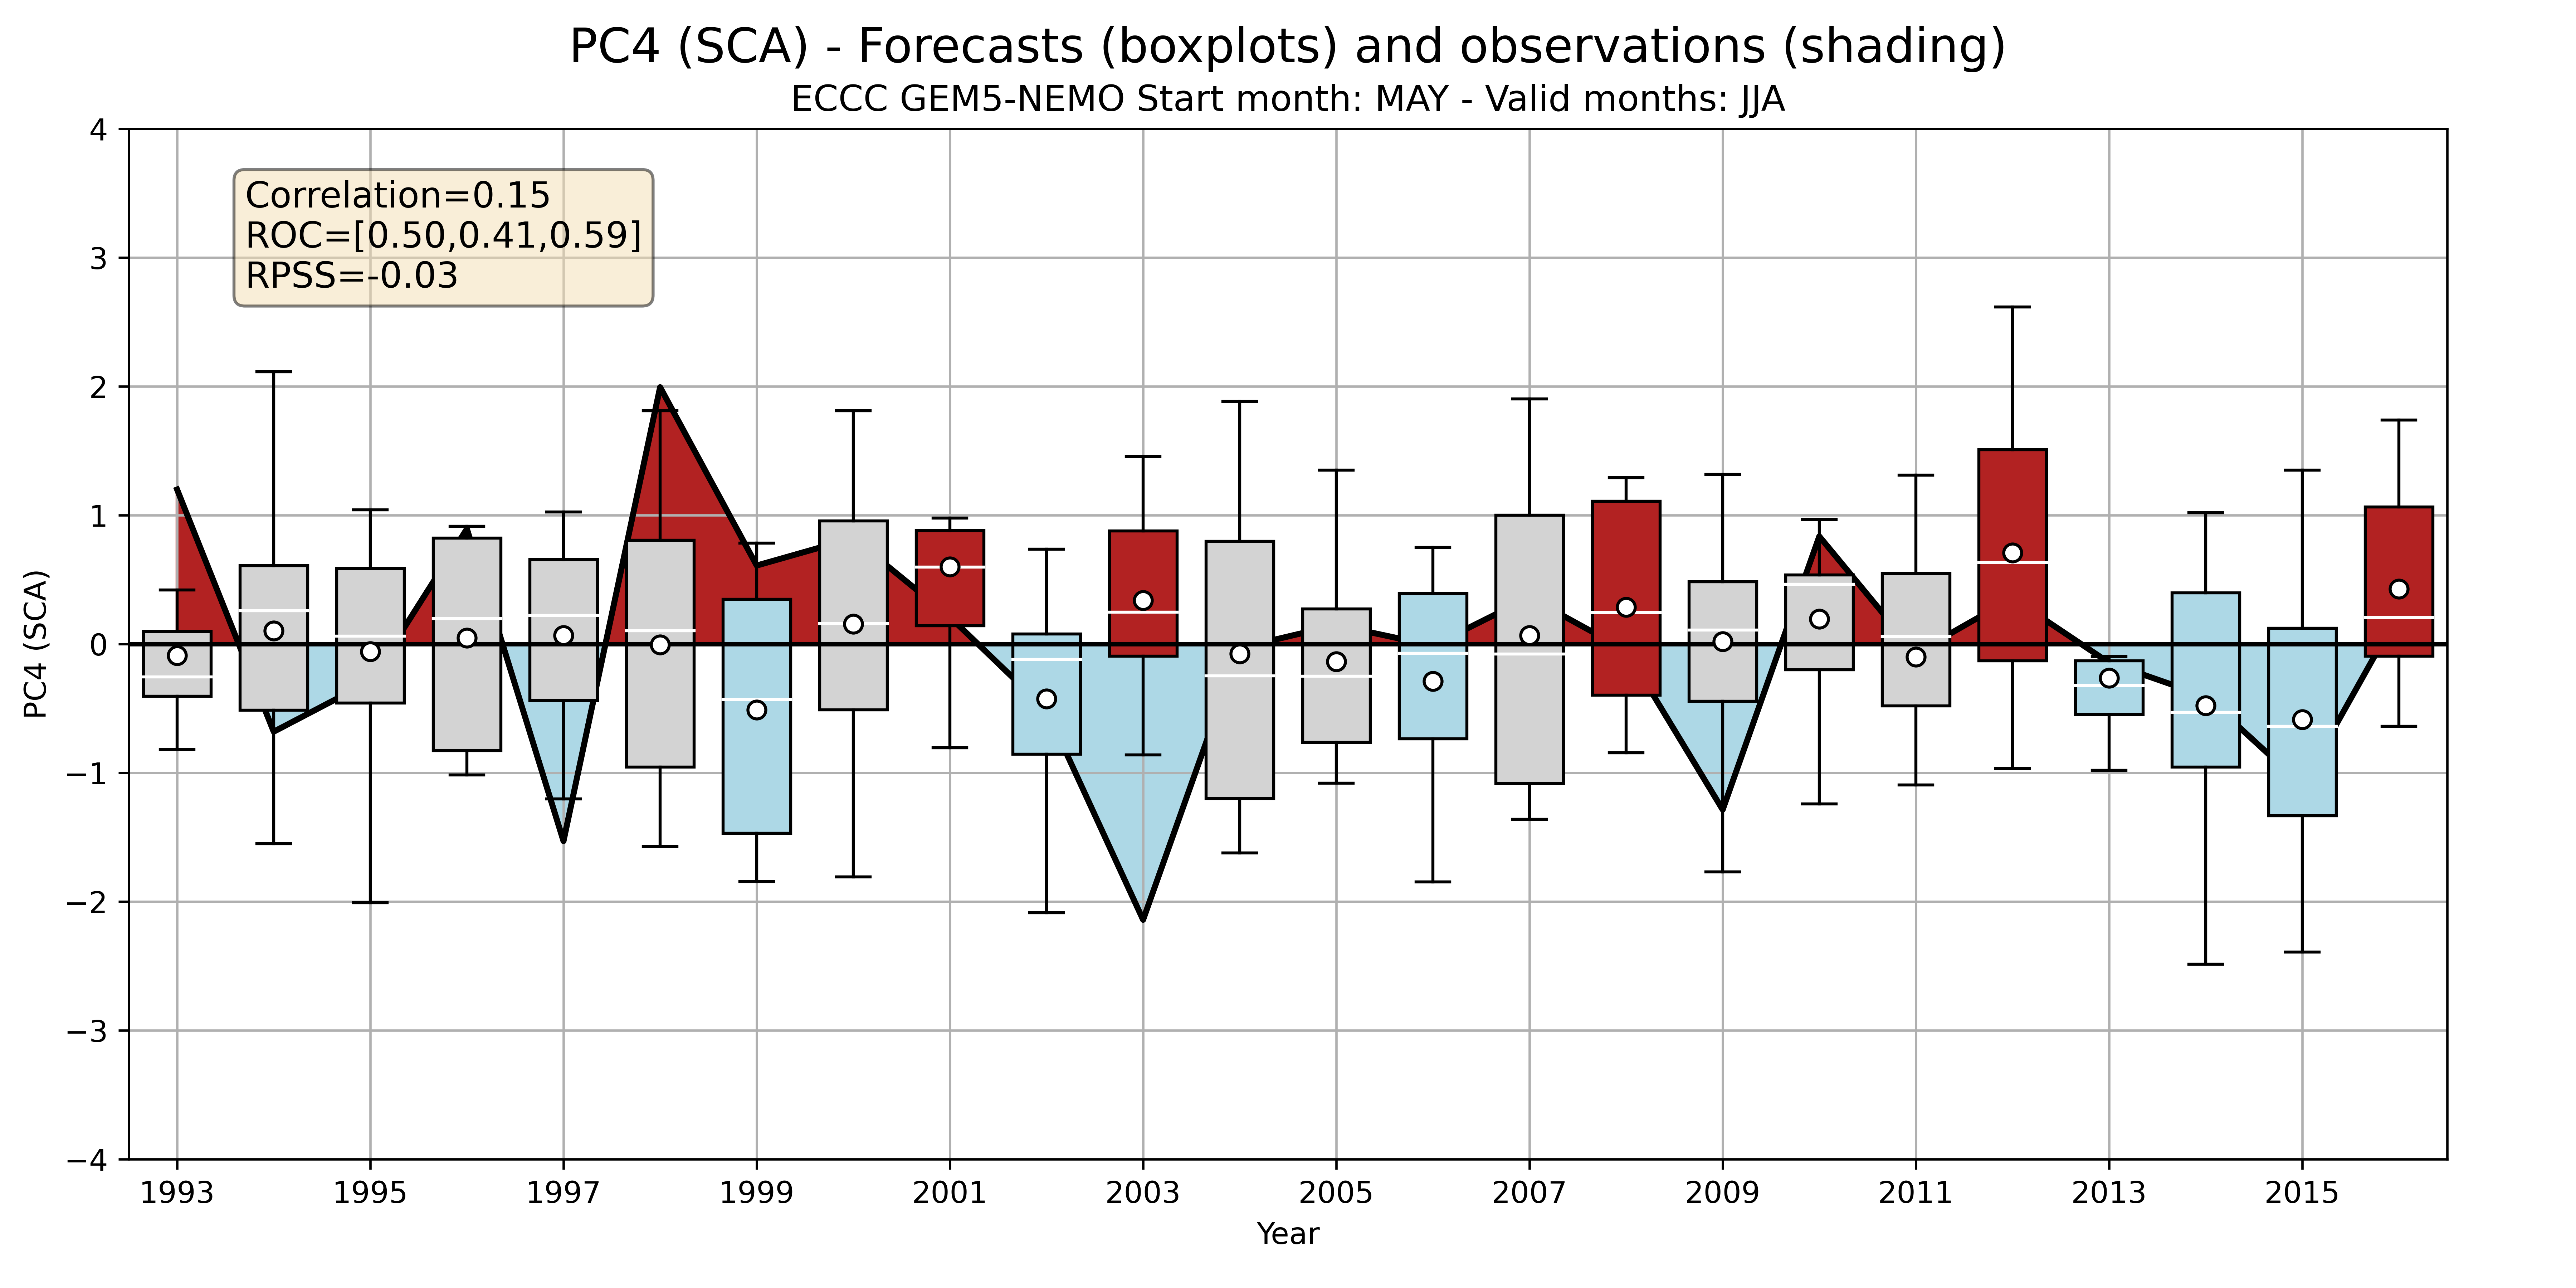 PC4 (SCA) - Forecasts (boxplots) and observations (shading)
ECCC GEM5-NEMO Start month: MAY - Valid months: JJA
Correlation=0.15
ROC=[0.50,0.41,0.59]
RPSS=-0.03
PC4 (SCA)
4
3
2
1
0
−1
−2
−3
−4
1993 1995 1997 1999 2001 2003 2005 2007 2009 2011 2013 2015
Year